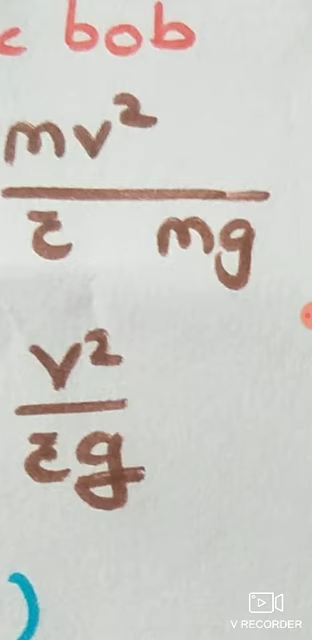 c bob
mv²
r mg
v²
rg
V RECORDER